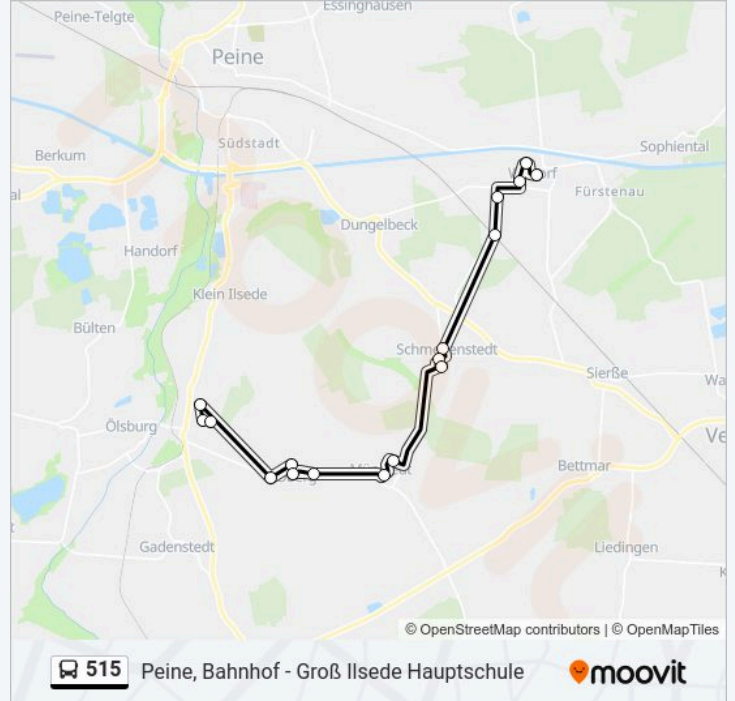 Essinghausen
Peine-Telgte
Peine
Südstadt
Sophiental
Berkum
Fürstenau
Dungelbeck
Handorf
Klein Ilsede
Bülten
Sierße
Ölsburg
Bettmar
Gadenstedt
Liedingen
© OpenStreetMap contributors | © OpenMapTiles
515 Peine, Bahnhof - Groß Ilsede Hauptschule moovit